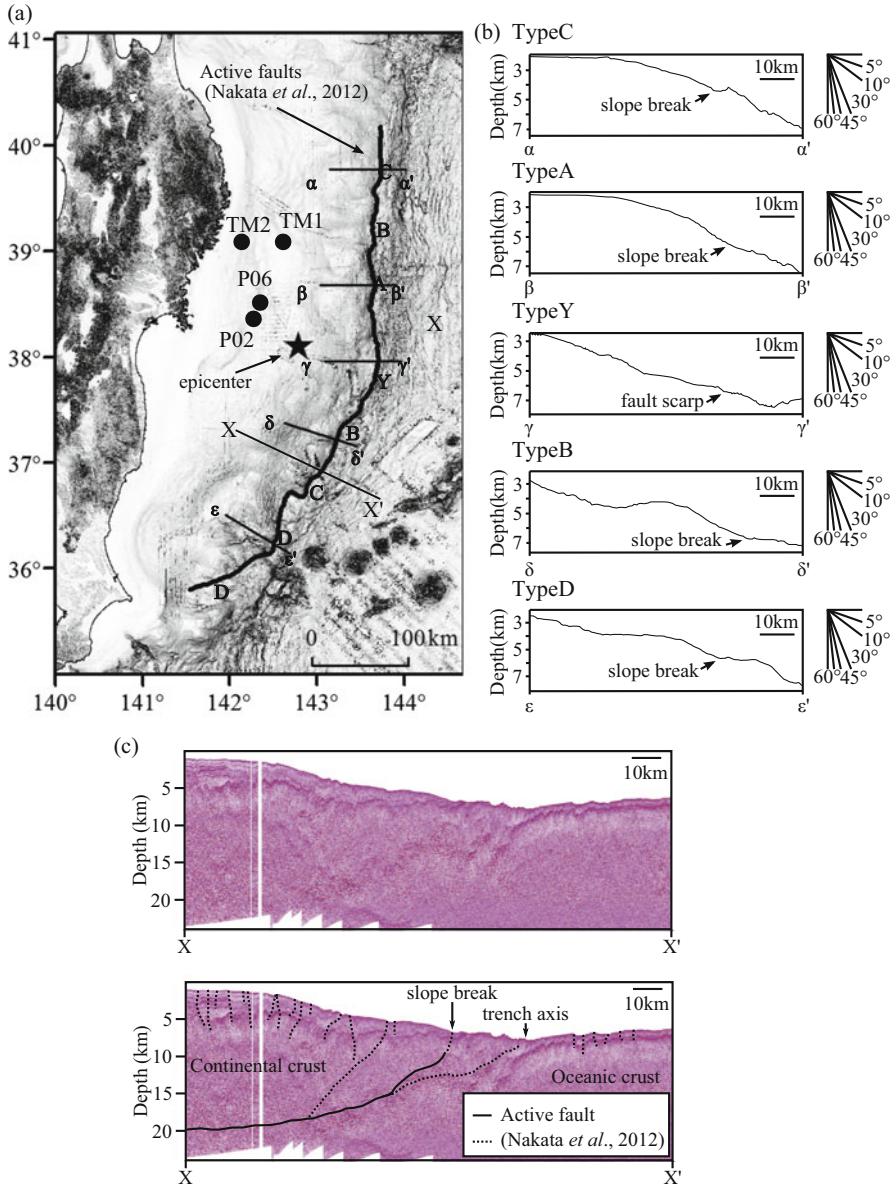 (a)
41°
40°
39°
38°
37°
36°
140°
141°
142°
143°
144°
Active faults
(Nakata et al., 2012)
C
α
α'
B
TM2
TM1
P06
β
A
β'
P02
X
epicenter
γ
γ'
Y
δ
B
δ'
X
C
X'
ε
D
ε'
D
0
100 km
(b)
TypeC
Depth(km)
3
5
7
10km
slope break
α
α'
5°
10°
30°
60°45°
TypeA
Depth(km)
3
5
7
10km
slope break
β
β'
5°
10°
30°
60°45°
TypeY
Depth(km)
3
5
7
10km
fault scarp
γ
γ'
5°
10°
30°
60°45°
TypeB
Depth(km)
3
5
7
10km
slope break
δ
δ'
5°
10°
30°
60°45°
TypeD
Depth(km)
3
5
7
10km
slope break
ε
ε'
5°
10°
30°
60°45°
(c)
Depth (km)
5
10
15
20
10km
X
X'
Depth (km)
5
10
15
20
slope break
trench axis
10km
Continental crust
Oceanic crust
Active fault
(Nakata et al., 2012)
X
X'